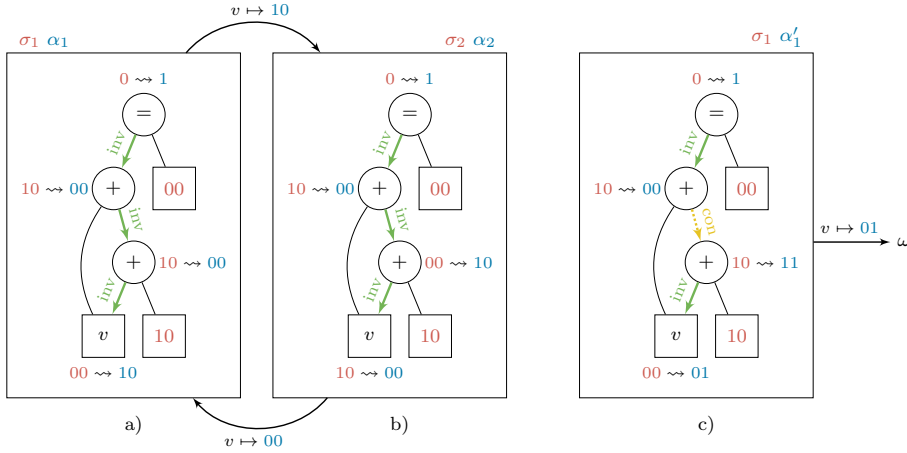 v ↦ 10
σ1 α1
0 ⇝ 1
=
inv
10 ⇝ 00
+
00
inv
+
10 ⇝ 00
inv
v
10
00 ⇝ 10
a)
σ2 α2
0 ⇝ 1
=
inv
10 ⇝ 00
+
00
inv
+
00 ⇝ 10
inv
v
10
10 ⇝ 00
b)
v ↦ 00
σ1 α′1
0 ⇝ 1
=
inv
10 ⇝ 00
+
00
con
+
10 ⇝ 11
inv
v
10
00 ⇝ 01
c)
v ↦ 01
ω